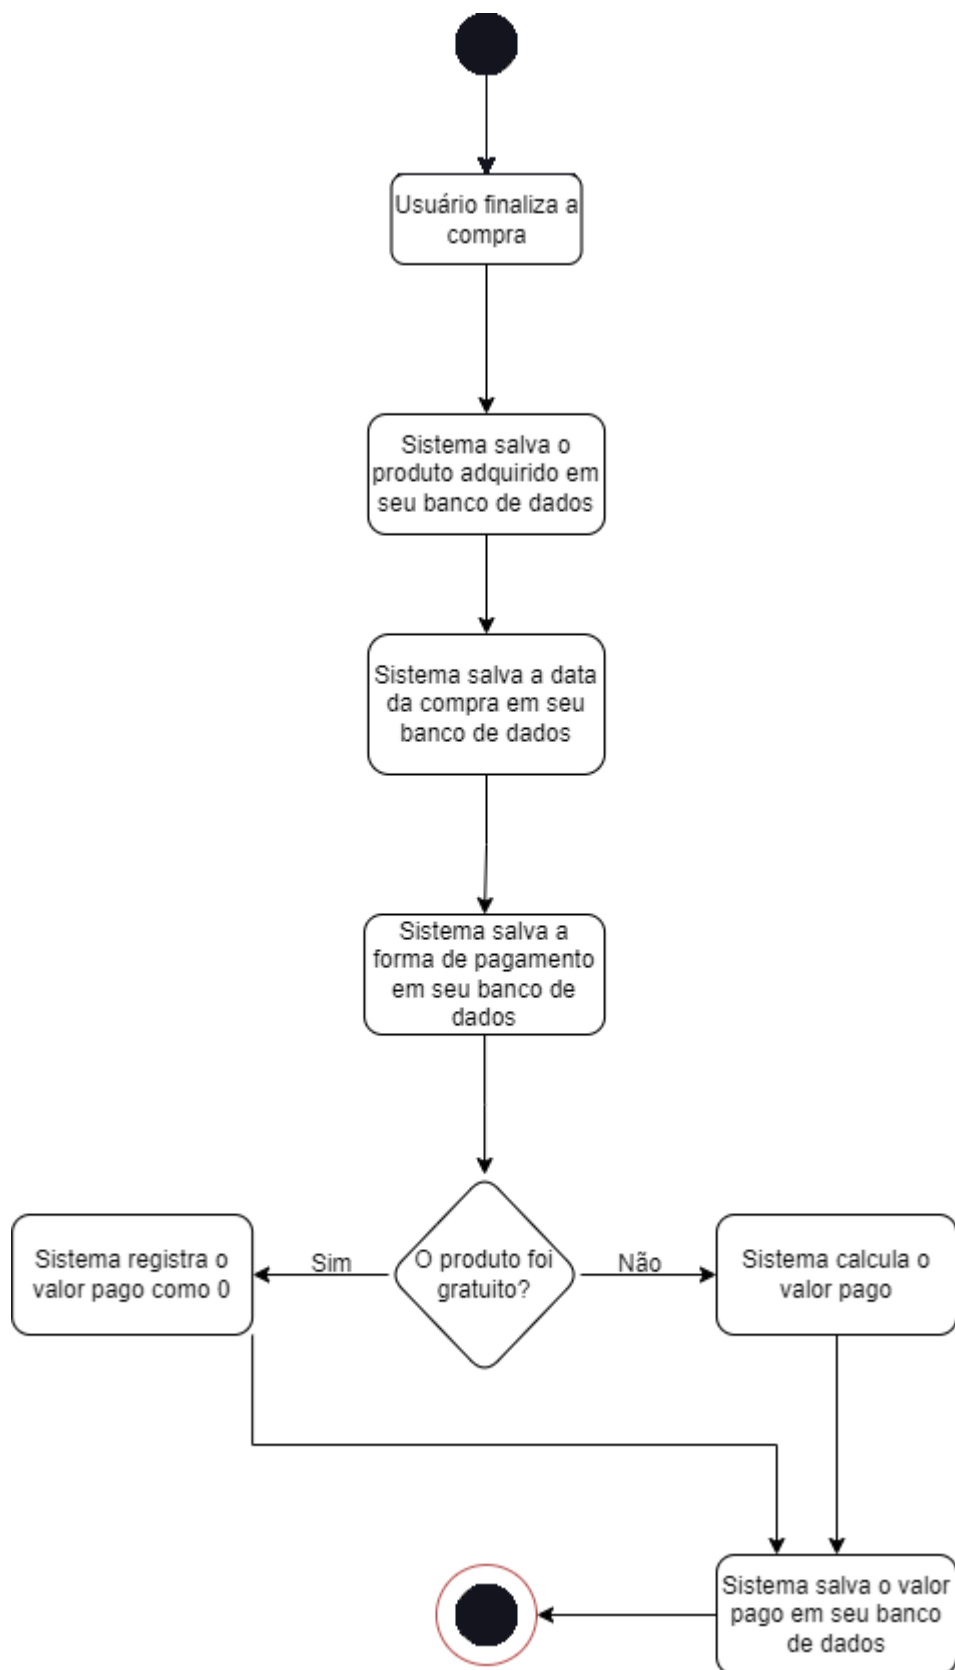 Usuário finaliza a
compra
Sistema salva o
produto adquirido em
seu banco de dados
Sistema salva a data
da compra em seu
banco de dados
Sistema salva a
forma de pagamento
em seu banco de
dados
O produto foi
gratuito?
Sim
Não
Sistema registra o
valor pago como 0
Sistema calcula o
valor pago
Sistema salva o valor
pago em seu banco
de dados